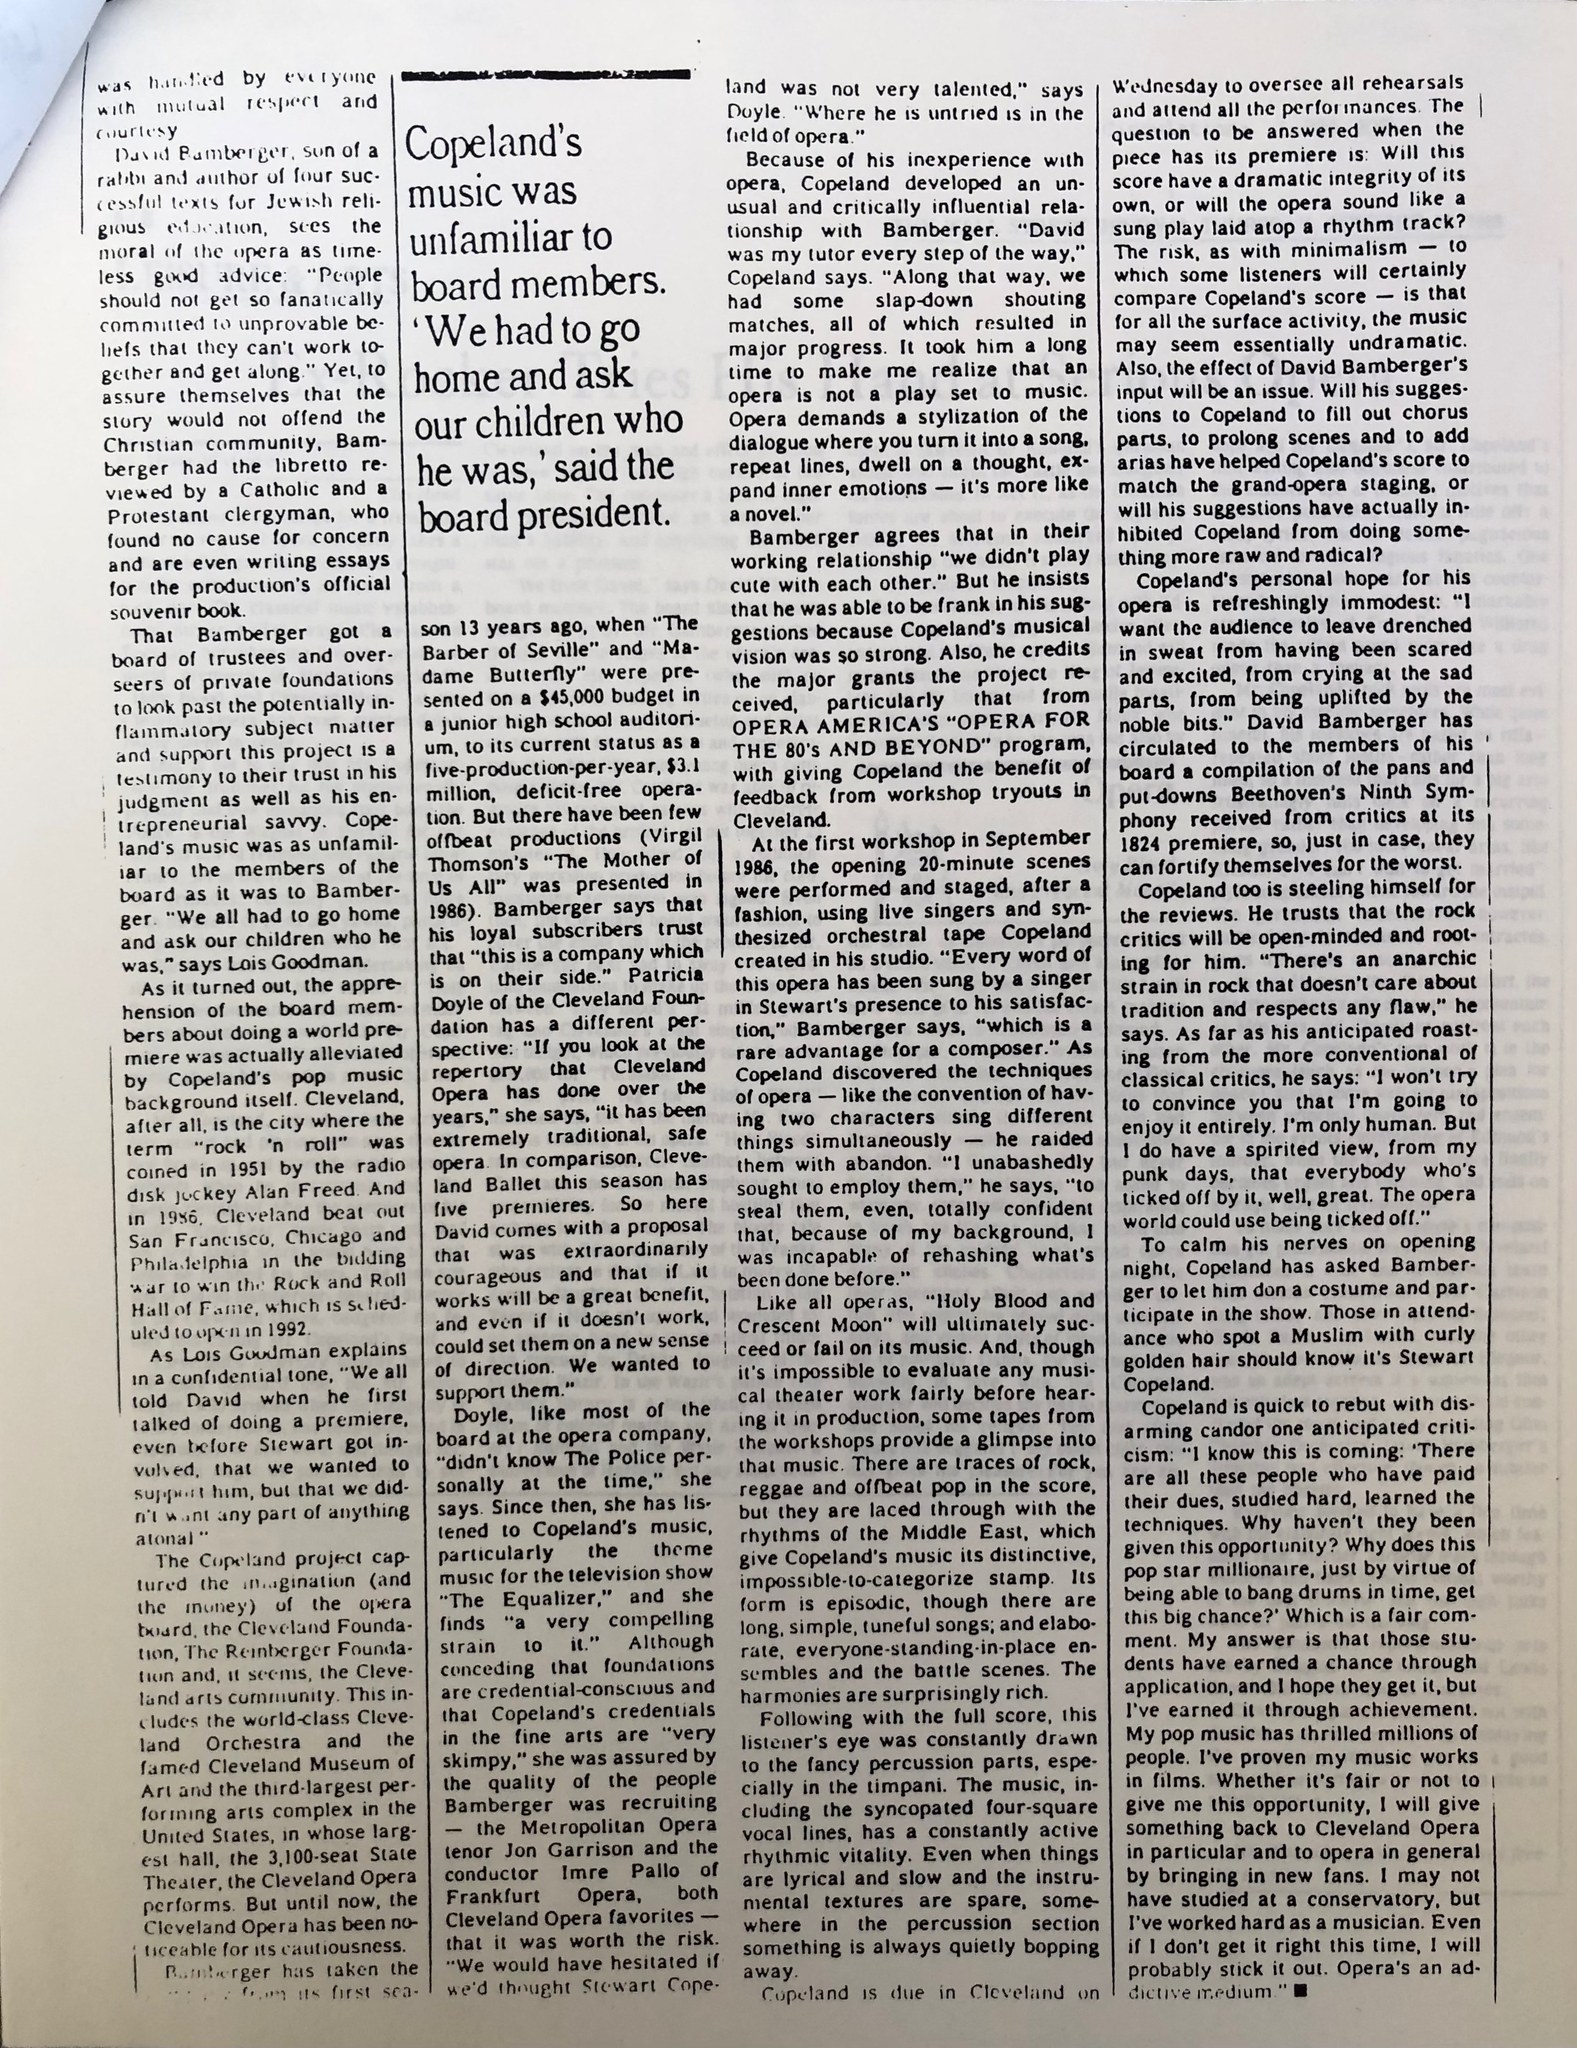 was handled by everyone
with mutual respect and
courtesy
David Bamberger, son of a
rabbi and author of four suc-
cessful texts for Jewish reli-
gious education, sees the
moral of the opera as time-
less good advice: "People
should not get so fanatically
committed to unprovable be-
liefs that they can't work to-
gether and get along." Yet, to
assure themselves that the
story would not offend the
Christian community, Bam-
berger had the libretto re-
viewed by a Catholic and a
Protestant clergyman, who
found no cause for concern
and are even writing essays
for the production's official
souvenir book.
That Bamberger got a
board of trustees and over-
seers of private foundations
to look past the potentially in-
flammatory subject matter
and support this project is a
testimony to their trust in his
judgment as well as his en-
trepreneurial savvy. Cope-
land's music was as unfamil-
iar to the members of the
board as it was to Bamber-
ger. "We all had to go home
and ask our children who he
was," says Lois Goodman.
As it turned out, the appre-
hension of the board mem-
bers about doing a world pre-
miere was actually alleviated
by Copeland's pop music
background itself. Cleveland,
after all, is the city where the
term "rock 'n roll" was
coined in 1951 by the radio
disk jockey Alan Freed. And
in 1986, Cleveland beat out
San Francisco, Chicago and
Philadelphia in the bidding
war to win the Rock and Roll
Hall of Fame, which is sched-
uled to open in 1992.
As Lois Goodman explains
in a confidential tone, "We all
told David when he first
talked of doing a premiere,
even before Stewart got in-
volved, that we wanted to
support him, but that we did-
n't want any part of anything
atonal"
The Copeland project cap-
tured the imagination (and
the money) of the opera
board, the Cleveland Founda-
tion, The Reinberger Founda-
tion and, it seems, the Cleve-
land arts community. This in-
cludes the world-class Cleve-
land Orchestra and the
famed Cleveland Museum of
Art and the third-largest per-
forming arts complex in the
United States, in whose larg-
est hall, the 3,100-seat State
Theater, the Cleveland Opera
performs. But until now, the
Cleveland Opera has been no-
ticeable for its cautiousness.
Bamberger has taken the
from its first sea-
Copeland's
music was
unfamiliar to
board members.
'We had to go
home and ask
our children who
he was,' said the
board president.
son 13 years ago, when "The
Barber of Seville" and "Ma-
dame Butterfly" were pre-
sented on a $45,000 budget in
a junior high school auditori-
um, to its current status as a
five-production-per-year, $3.1
million, deficit-free opera-
tion. But there have been few
offbeat productions (Virgil
Thomson's "The Mother of
Us All" was presented in
1986). Bamberger says that
his loyal subscribers trust
that "this is a company which
is on their side." Patricia
Doyle of the Cleveland Foun-
dation has a different per-
spective: "If you look at the
repertory that Cleveland
Opera has done over the
years," she says, "it has been
extremely traditional, safe
opera. In comparison, Cleve-
land Ballet this season has
five premieres. So here
David comes with a proposal
that was extraordinarily
courageous and that if it
works will be a great benefit,
and even if it doesn't work,
could set them on a new sense
of direction. We wanted to
support them."
Doyle, like most of the
board at the opera company,
"didn't know The Police per-
sonally at the time," she
says. Since then, she has lis-
tened to Copeland's music,
particularly the theme
music for the television show
"The Equalizer," and she
finds "a very compelling
strain to it." Although
conceding that foundations
are credential-conscious and
that Copeland's credentials
in the fine arts are "very
skimpy," she was assured by
the quality of the people
Bamberger was recruiting
— the Metropolitan Opera
tenor Jon Garrison and the
conductor Imre Pallo of
Frankfurt Opera, both
Cleveland Opera favorites —
that it was worth the risk.
"We would have hesitated if
we'd thought Stewart Cope-
land was not very talented," says
Doyle. "Where he is untried is in the
field of opera."
Because of his inexperience with
opera, Copeland developed an un-
usual and critically influential rela-
tionship with Bamberger. "David
was my tutor every step of the way,"
Copeland says. "Along that way, we
had some slap-down shouting
matches, all of which resulted in
major progress. It took him a long
time to make me realize that an
opera is not a play set to music.
Opera demands a stylization of the
dialogue where you turn it into a song,
repeat lines, dwell on a thought, ex-
pand inner emotions — it's more like
a novel."
Bamberger agrees that in their
working relationship "we didn't play
cute with each other." But he insists
that he was able to be frank in his sug-
gestions because Copeland's musical
vision was so strong. Also, he credits
the major grants the project re-
ceived, particularly that from
OPERA AMERICA'S "OPERA FOR
THE 80's AND BEYOND" program,
with giving Copeland the benefit of
feedback from workshop tryouts in
Cleveland.
At the first workshop in September
1986, the opening 20-minute scenes
were performed and staged, after a
fashion, using live singers and syn-
thesized orchestral tape Copeland
created in his studio. "Every word of
this opera has been sung by a singer
in Stewart's presence to his satisfac-
tion," Bamberger says, "which is a
rare advantage for a composer." As
Copeland discovered the techniques
of opera — like the convention of hav-
ing two characters sing different
things simultaneously — he raided
them with abandon. "I unabashedly
sought to employ them," he says, "to
steal them, even, totally confident
that, because of my background, I
was incapable of rehashing what's
been done before."
Like all operas, "Holy Blood and
Crescent Moon" will ultimately suc-
ceed or fail on its music. And, though
it's impossible to evaluate any musi-
cal theater work fairly before hear-
ing it in production, some tapes from
the workshops provide a glimpse into
that music. There are traces of rock,
reggae and offbeat pop in the score,
but they are laced through with the
rhythms of the Middle East, which
give Copeland's music its distinctive,
impossible-to-categorize stamp. Its
form is episodic, though there are
long, simple, tuneful songs; and elabo-
rate, everyone-standing-in-place en-
sembles and the battle scenes. The
harmonies are surprisingly rich.
Following with the full score, this
listener's eye was constantly drawn
to the fancy percussion parts, espe-
cially in the timpani. The music, in-
cluding the syncopated four-square
vocal lines, has a constantly active
rhythmic vitality. Even when things
are lyrical and slow and the instru-
mental textures are spare, some-
where in the percussion section
something is always quietly bopping
away.
Copeland is due in Cleveland on
Wednesday to oversee all rehearsals
and attend all the performances. The
question to be answered when the
piece has its premiere is: Will this
score have a dramatic integrity of its
own, or will the opera sound like a
sung play laid atop a rhythm track?
The risk, as with minimalism — to
which some listeners will certainly
compare Copeland's score — is that
for all the surface activity, the music
may seem essentially undramatic.
Also, the effect of David Bamberger's
input will be an issue. Will his sugges-
tions to Copeland to fill out chorus
parts, to prolong scenes and to add
arias have helped Copeland's score to
match the grand-opera staging, or
will his suggestions have actually in-
hibited Copeland from doing some-
thing more raw and radical?
Copeland's personal hope for his
opera is refreshingly immodest: "I
want the audience to leave drenched
in sweat from having been scared
and excited, from crying at the sad
parts, from being uplifted by the
noble bits." David Bamberger has
circulated to the members of his
board a compilation of the pans and
put-downs Beethoven's Ninth Sym-
phony received from critics at its
1824 premiere, so, just in case, they
can fortify themselves for the worst.
Copeland too is steeling himself for
the reviews. He trusts that the rock
critics will be open-minded and root-
ing for him. "There's an anarchic
strain in rock that doesn't care about
tradition and respects any flaw," he
says. As far as his anticipated roast-
ing from the more conventional of
classical critics, he says: "I won't try
to convince you that I'm going to
enjoy it entirely. I'm only human. But
I do have a spirited view, from my
punk days, that everybody who's
ticked off by it, well, great. The opera
world could use being ticked off."
To calm his nerves on opening
night, Copeland has asked Bamber-
ger to let him don a costume and par-
ticipate in the show. Those in attend-
ance who spot a Muslim with curly
golden hair should know it's Stewart
Copeland.
Copeland is quick to rebut with dis-
arming candor one anticipated criti-
cism: "I know this is coming: 'There
are all these people who have paid
their dues, studied hard, learned the
techniques. Why haven't they been
given this opportunity? Why does this
pop star millionaire, just by virtue of
being able to bang drums in time, get
this big chance?' Which is a fair com-
ment. My answer is that those stu-
dents have earned a chance through
application, and I hope they get it, but
I've earned it through achievement.
My pop music has thrilled millions of
people. I've proven my music works
in films. Whether it's fair or not to
give me this opportunity, I will give
something back to Cleveland Opera
in particular and to opera in general
by bringing in new fans. I may not
have studied at a conservatory, but
I've worked hard as a musician. Even
if I don't get it right this time, I will
probably stick it out. Opera's an ad-
dictive medium." ■